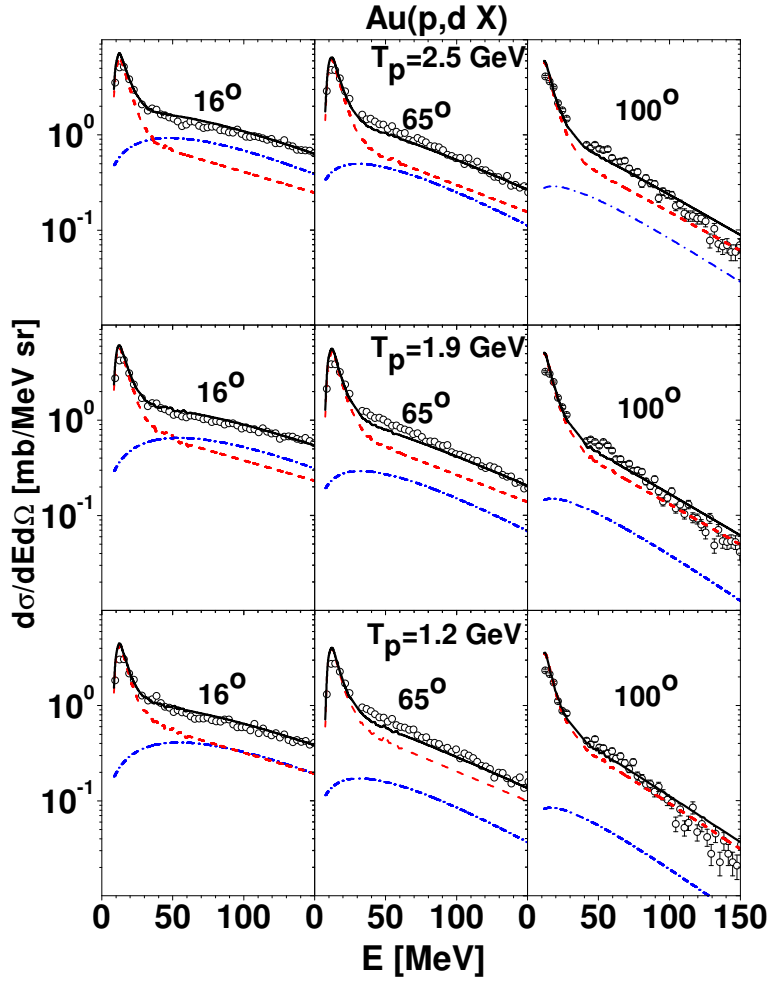 Au(p,d X)
T_p=2.5 GeV
16^o
65^o
100^o
10^0
10^-1
T_p=1.9 GeV
16^o
65^o
100^o
10^0
10^-1
T_p=1.2 GeV
16^o
65^o
100^o
10^0
10^-1
dσ/dEdΩ [mb/MeV sr]
0 50 100 0 50 100 0 50 100 150
E [MeV]